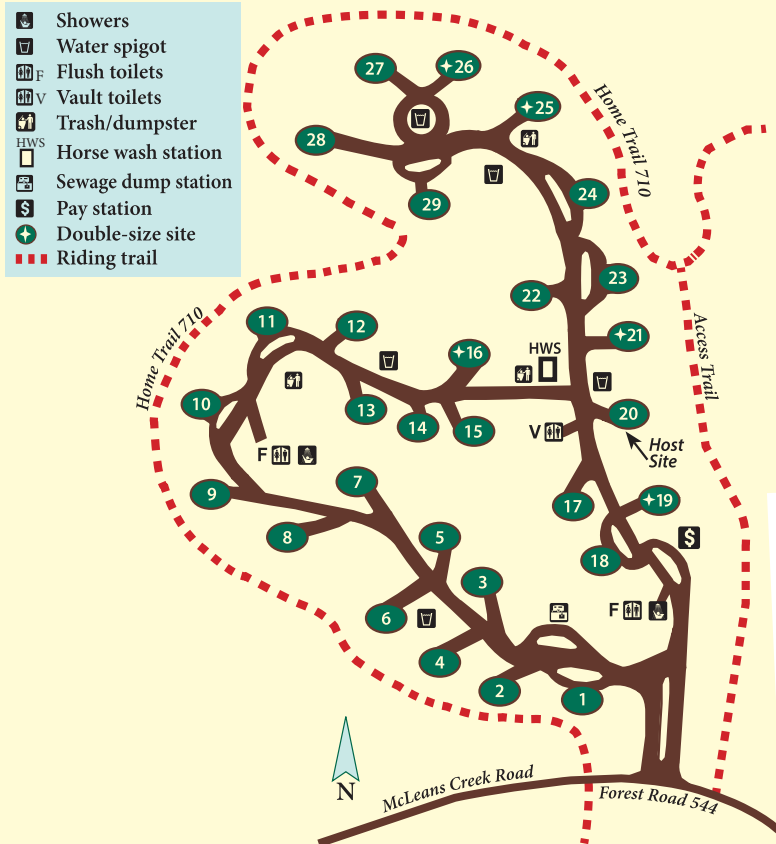 Showers
Water spigot
F Flush toilets
V Vault toilets
Trash/dumpster
HWS
Horse wash station
Sewage dump station
$ Pay station
Double-size site
Riding trail
27
26
25
28
29
24
23
22
21
Home Trail 710
Access Trail
Home Trail 710
11
12
16
HWS
10
13
14
15
20
V
Host
Site
F
9
7
8
17
19
18
$
5
3
6
4
F
2
1
N
McLeans Creek Road
Forest Road 544